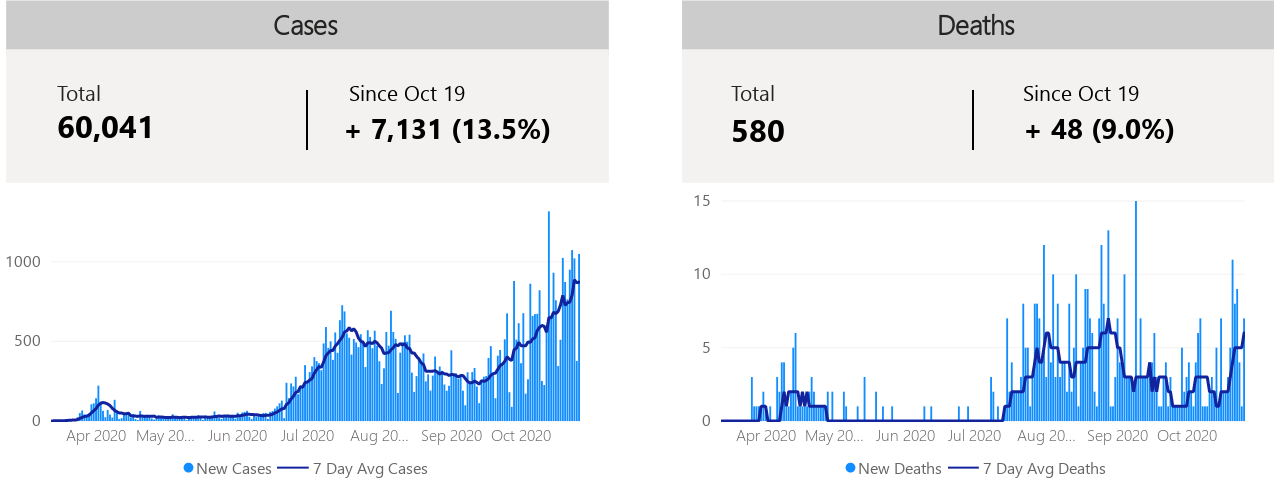 Cases
Total
60,041
Since Oct 19
+ 7,131 (13.5%)
1000
500
0
Apr 2020 May 20... Jun 2020 Jul 2020 Aug 20... Sep 2020 Oct 2020
New Cases 7 Day Avg Cases
Deaths
Total
580
Since Oct 19
+ 48 (9.0%)
15
10
5
0
Apr 2020 May 20... Jun 2020 Jul 2020 Aug 20... Sep 2020 Oct 2020
New Deaths 7 Day Avg Deaths